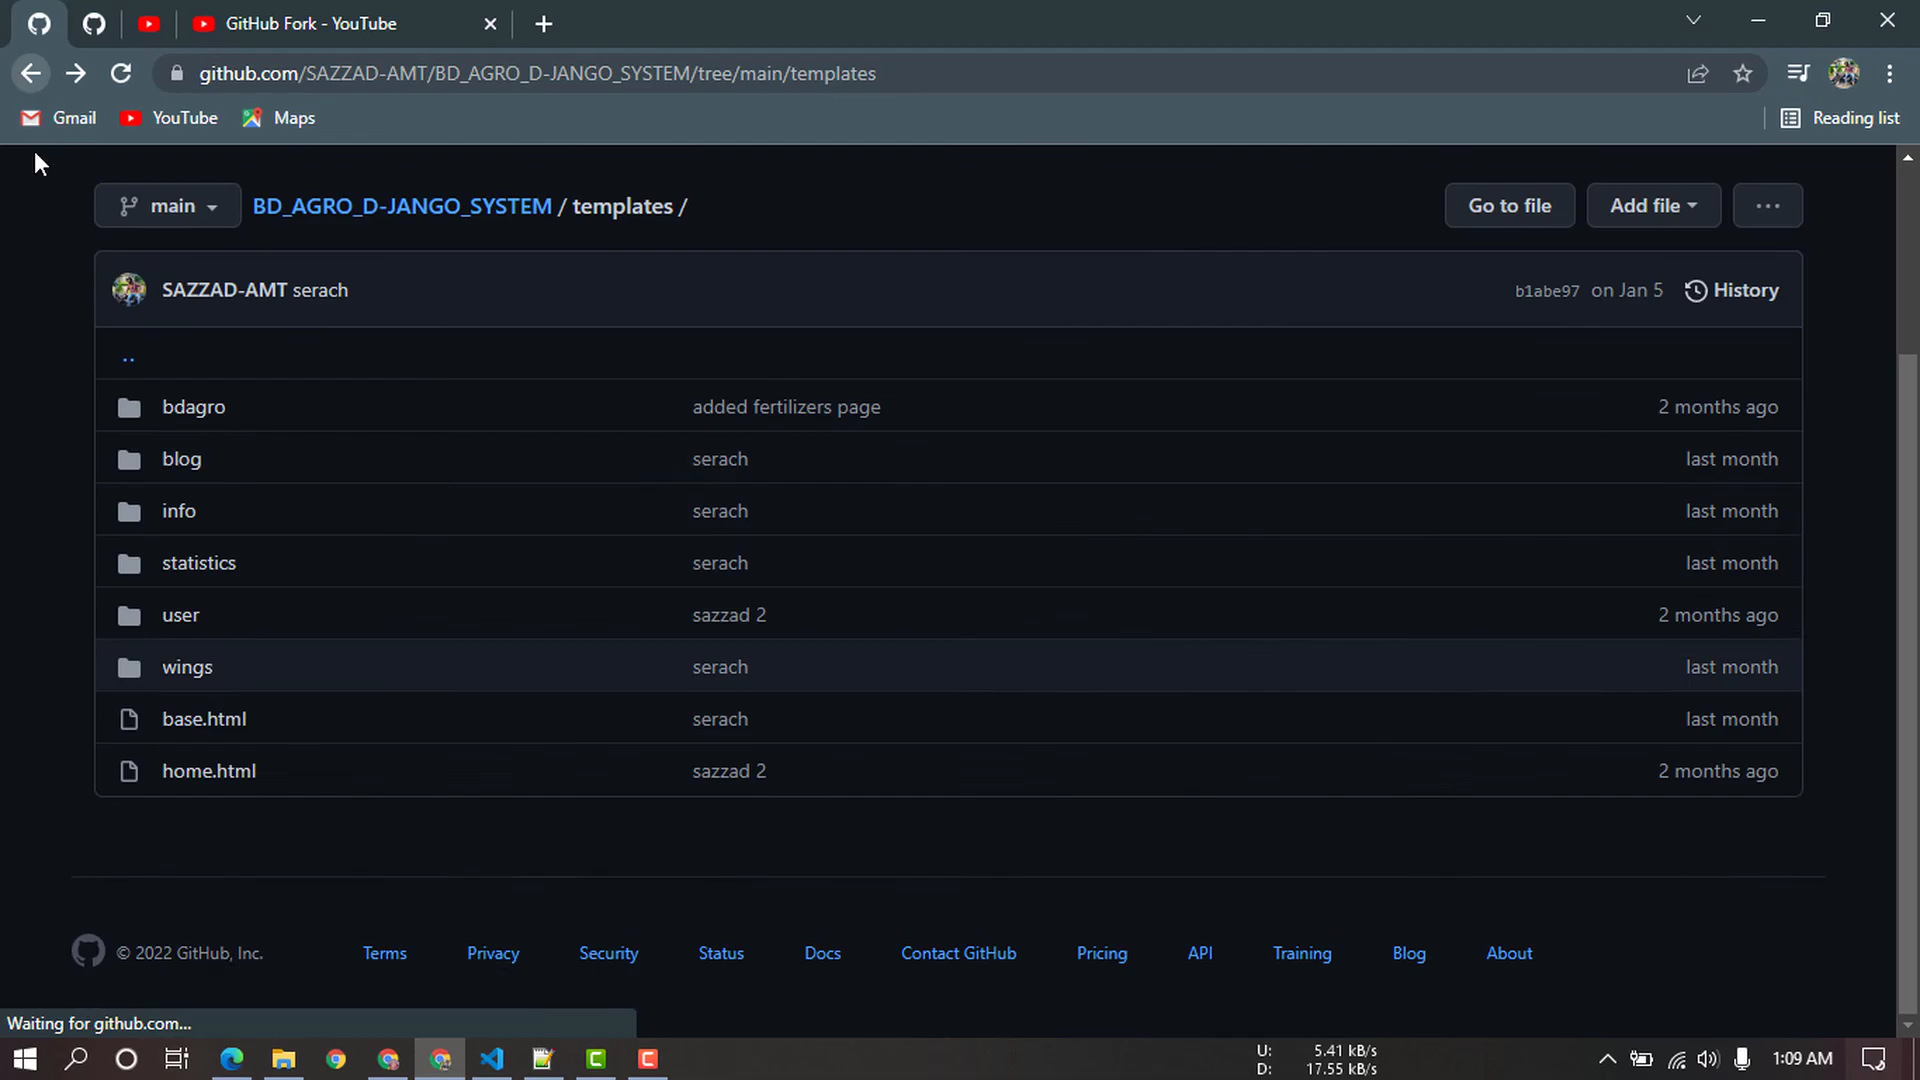 GitHub Fork - YouTube
github.com/SAZZAD-AMT/BD_AGRO_D-JANGO_SYSTEM/tree/main/templates
Gmail YouTube Maps Reading list
main BD_AGRO_D-JANGO_SYSTEM / templates / Go to file Add file ...
SAZZAD-AMT serach b1abe97 on Jan 5 History
..
bdagro added fertilizers page 2 months ago
blog serach last month
info serach last month
statistics serach last month
user sazzad 2 2 months ago
wings serach last month
base.html serach last month
home.html sazzad 2 2 months ago
© 2022 GitHub, Inc. Terms Privacy Security Status Docs Contact GitHub Pricing API Training Blog About
Waiting for github.com...
U: 5.41 kB/s
D: 17.55 kB/s
1:09 AM